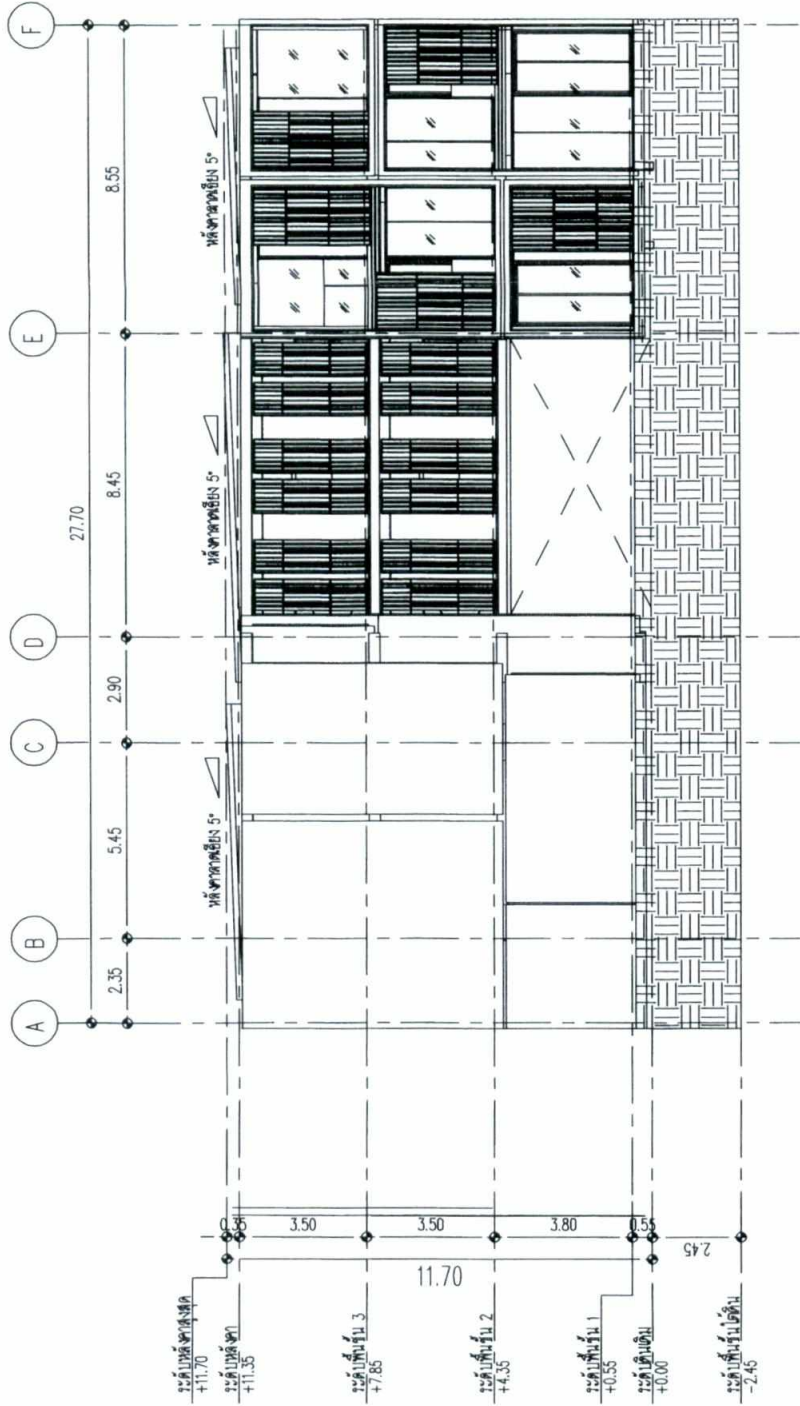 F
E
D
C
B
A
27.70
8.55
8.45
2.90
5.45
2.35
หลังคาลาดเอียง 5°
หลังคาลาดเอียง 5°
หลังคาลาดเอียง 5°
0.35
3.50
3.50
3.80
0.55
2.45
11.70
ระดับหลังคาสูงสุด
+11.70
ระดับหลังคา
+11.35
ระดับพื้นชั้น 3
+7.85
ระดับพื้นชั้น 2
+4.35
ระดับพื้นชั้น 1
+0.55
ระดับดินเดิม
+0.00
ระดับพื้นชั้นใต้ดิน
-2.45